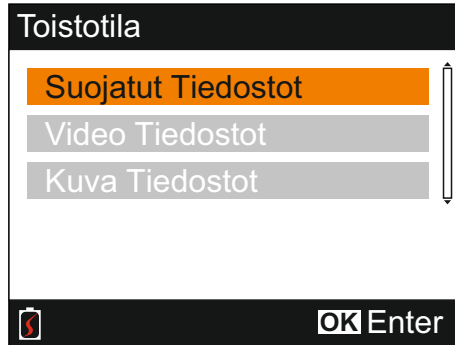 Toistotila
Suojatut Tiedostot
Video Tiedostot
Kuva Tiedostot
OK Enter